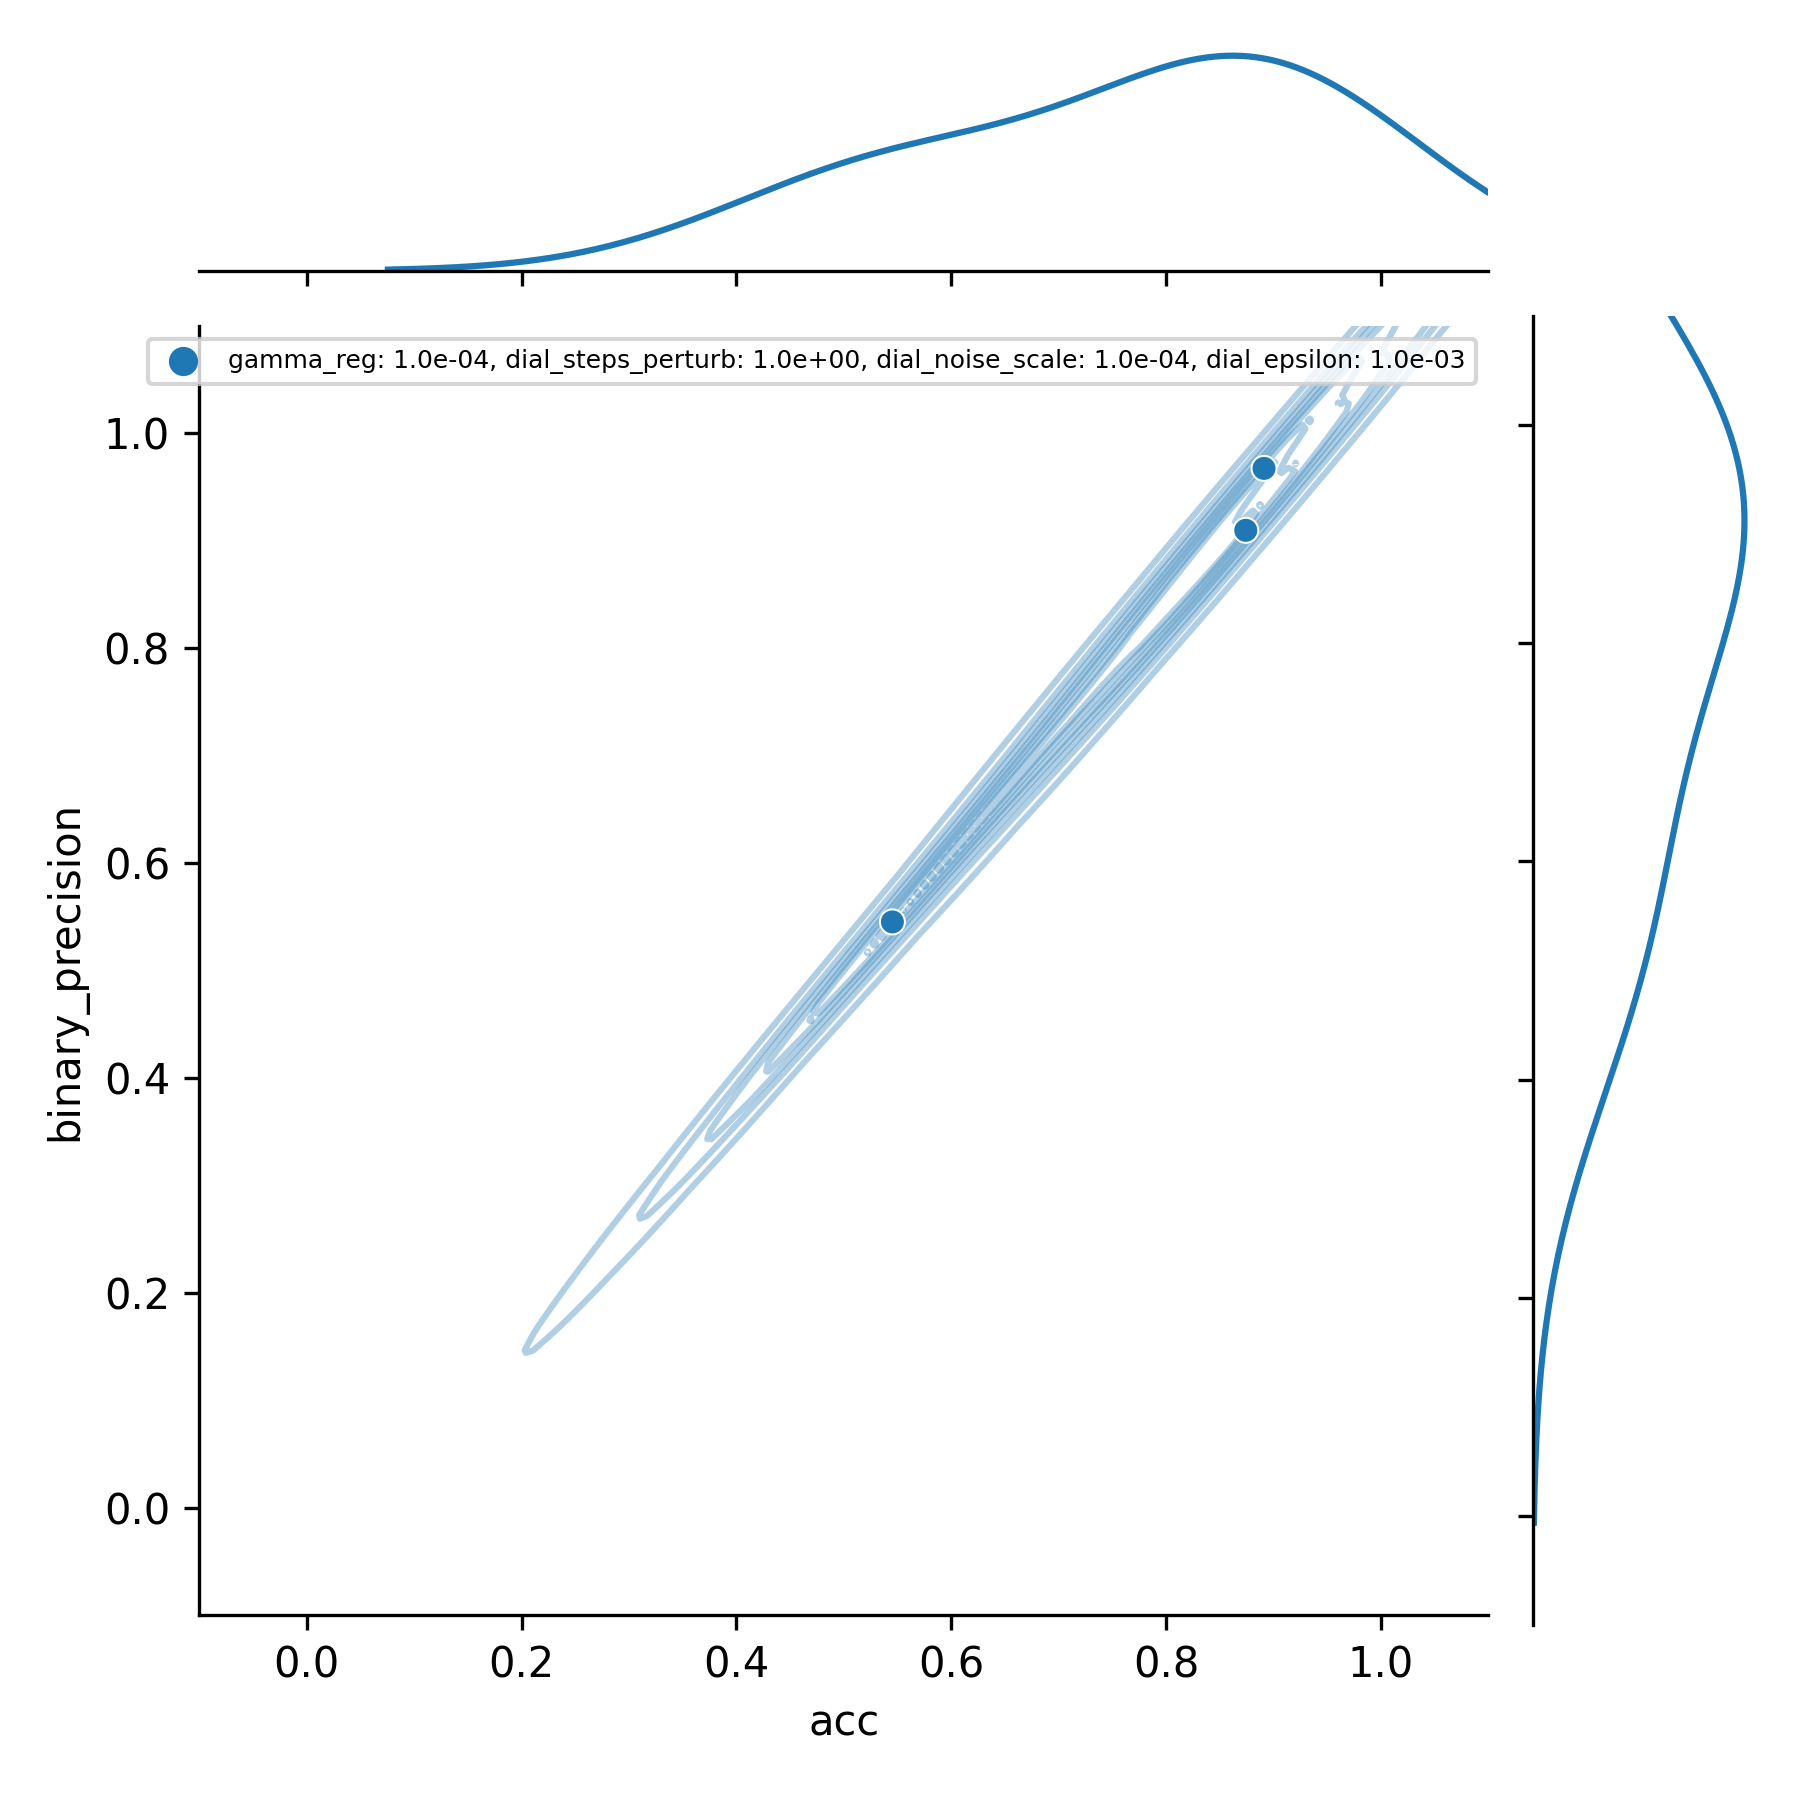 gamma_reg: 1.0e-04, dial_steps_perturb: 1.0e+00, dial_noise_scale: 1.0e-04, dial_epsilon: 1.0e-03
1.0
0.8
0.6
0.4
0.2
0.0
binary_precision
0.0 0.2 0.4 0.6 0.8 1.0
acc